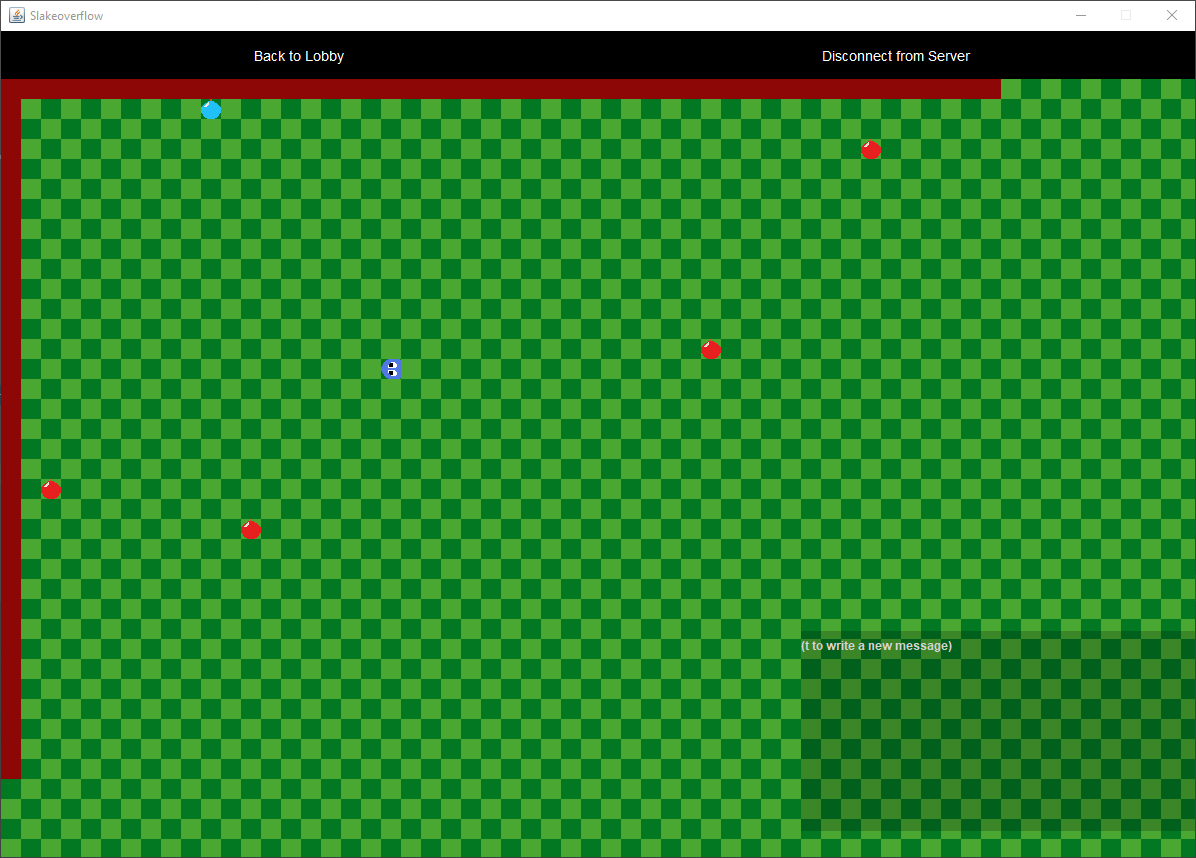 Slakeoverflow
Back to Lobby
Disconnect from Server
(t to write a new message)